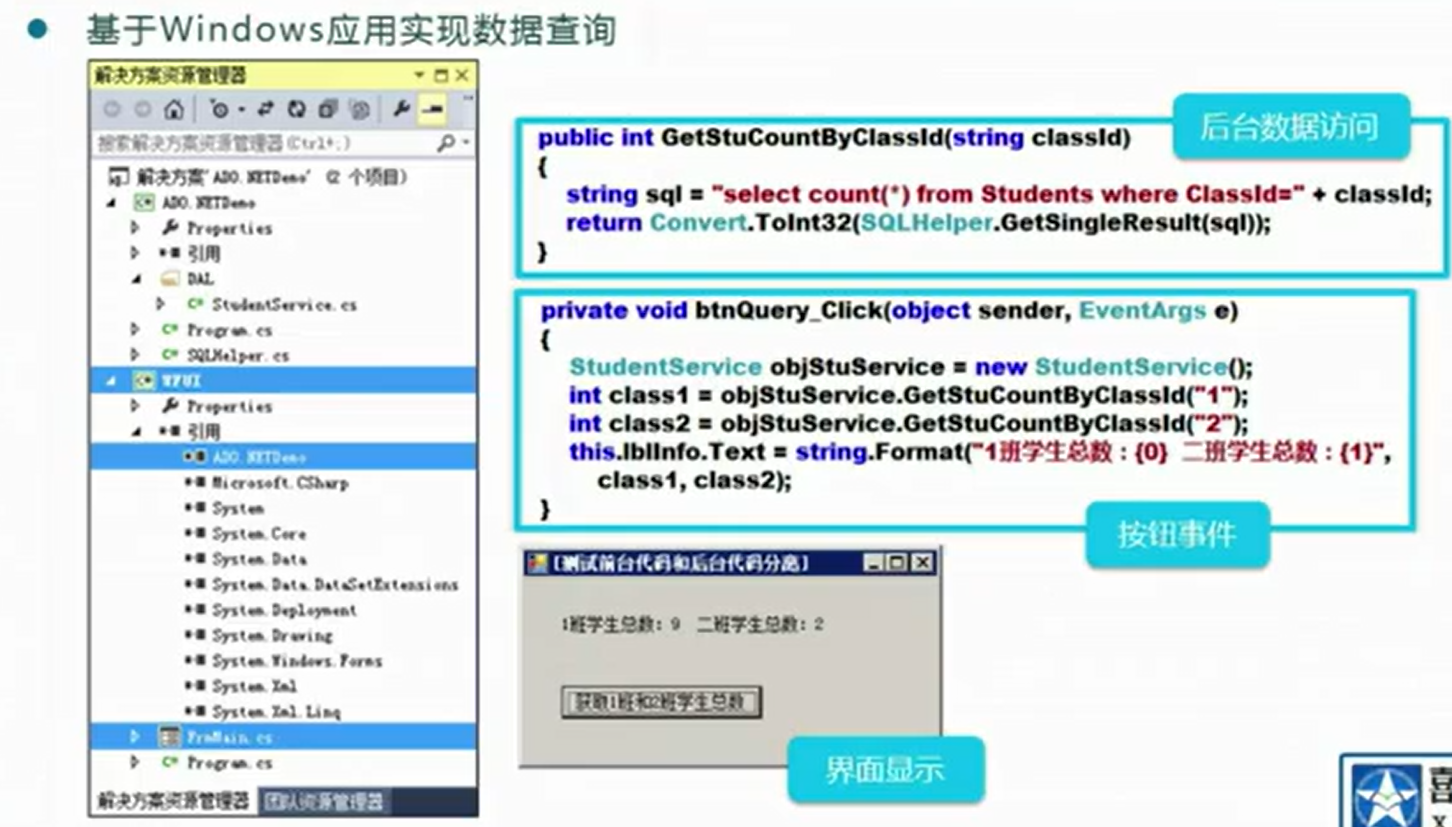 基于Windows应用实现数据查询
解决方案资源管理器
搜索解决方案资源管理器(Ctrl+;)
解决方案'ADO.NETDemo' (2 个项目)
ADO.NETDemo
Properties
引用
DAL
StudentService.cs
Program.cs
SQLHelper.cs
WFUI
Properties
引用
ADO.NETDemo
Microsoft.CSharp
System
System.Core
System.Data
System.Data.DataSetExtensions
System.Deployment
System.Drawing
System.Windows.Forms
System.Xml
System.Xml.Linq
FrmMain.cs
Program.cs
解决方案资源管理器 团队资源管理器
后台数据访问
public int GetStuCountByClassId(string classId)
{
string sql = "select count(*) from Students where ClassId=" + classId;
return Convert.ToInt32(SQLHelper.GetSingleResult(sql));
}
private void btnQuery_Click(object sender, EventArgs e)
{
StudentService objStuService = new StudentService();
int class1 = objStuService.GetStuCountByClassId("1");
int class2 = objStuService.GetStuCountByClassId("2");
this.lblInfo.Text = string.Format("1班学生总数：{0} 二班学生总数：{1}",
class1, class2);
}
按钮事件
[测试前台代码和后台代码分离]
1班学生总数：9 二班学生总数：2
获取1班和2班学生总数
界面显示
喜